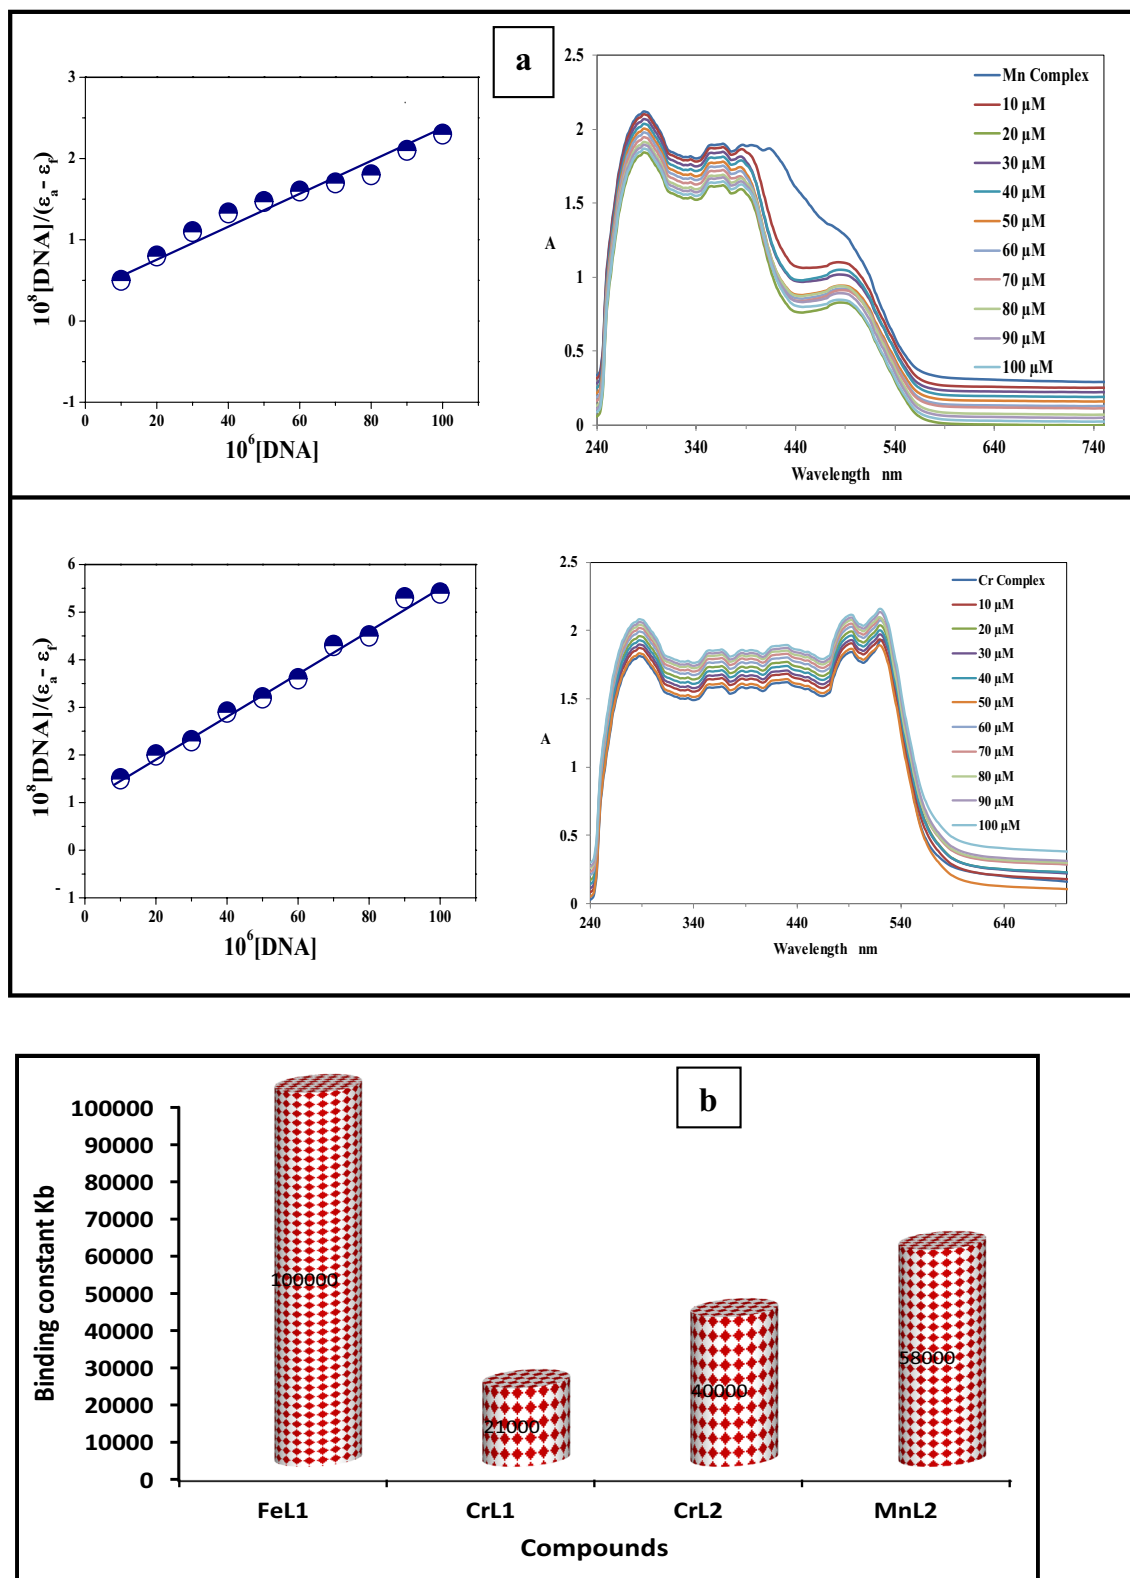 a
3
2
1
0
-1
0 20 40 60 80 100
10⁸[DNA]/(εₐ- ε_f)
10⁶[DNA]
2.5
2
1.5
1
0.5
0
A
240 340 440 540 640 740
Wavelength nm
Mn Complex
10 µM
20 µM
30 µM
40 µM
50 µM
60 µM
70 µM
80 µM
90 µM
100 µM
6
5
4
3
2
1
0
-
1
0 20 40 60 80 100
10⁸[DNA]/(εₐ- ε_f)
10⁶[DNA]
2.5
2
1.5
1
0.5
0
A
240 340 440 540 640
Wavelength nm
Cr Complex
10 µM
20 µM
30 µM
40 µM
50 µM
60 µM
70 µM
80 µM
90 µM
100 µM
b
100000
90000
80000
70000
60000
50000
40000
30000
20000
10000
0
Binding constant Kb
100000
21000
40000
58000
FeL1 CrL1 CrL2 MnL2
Compounds